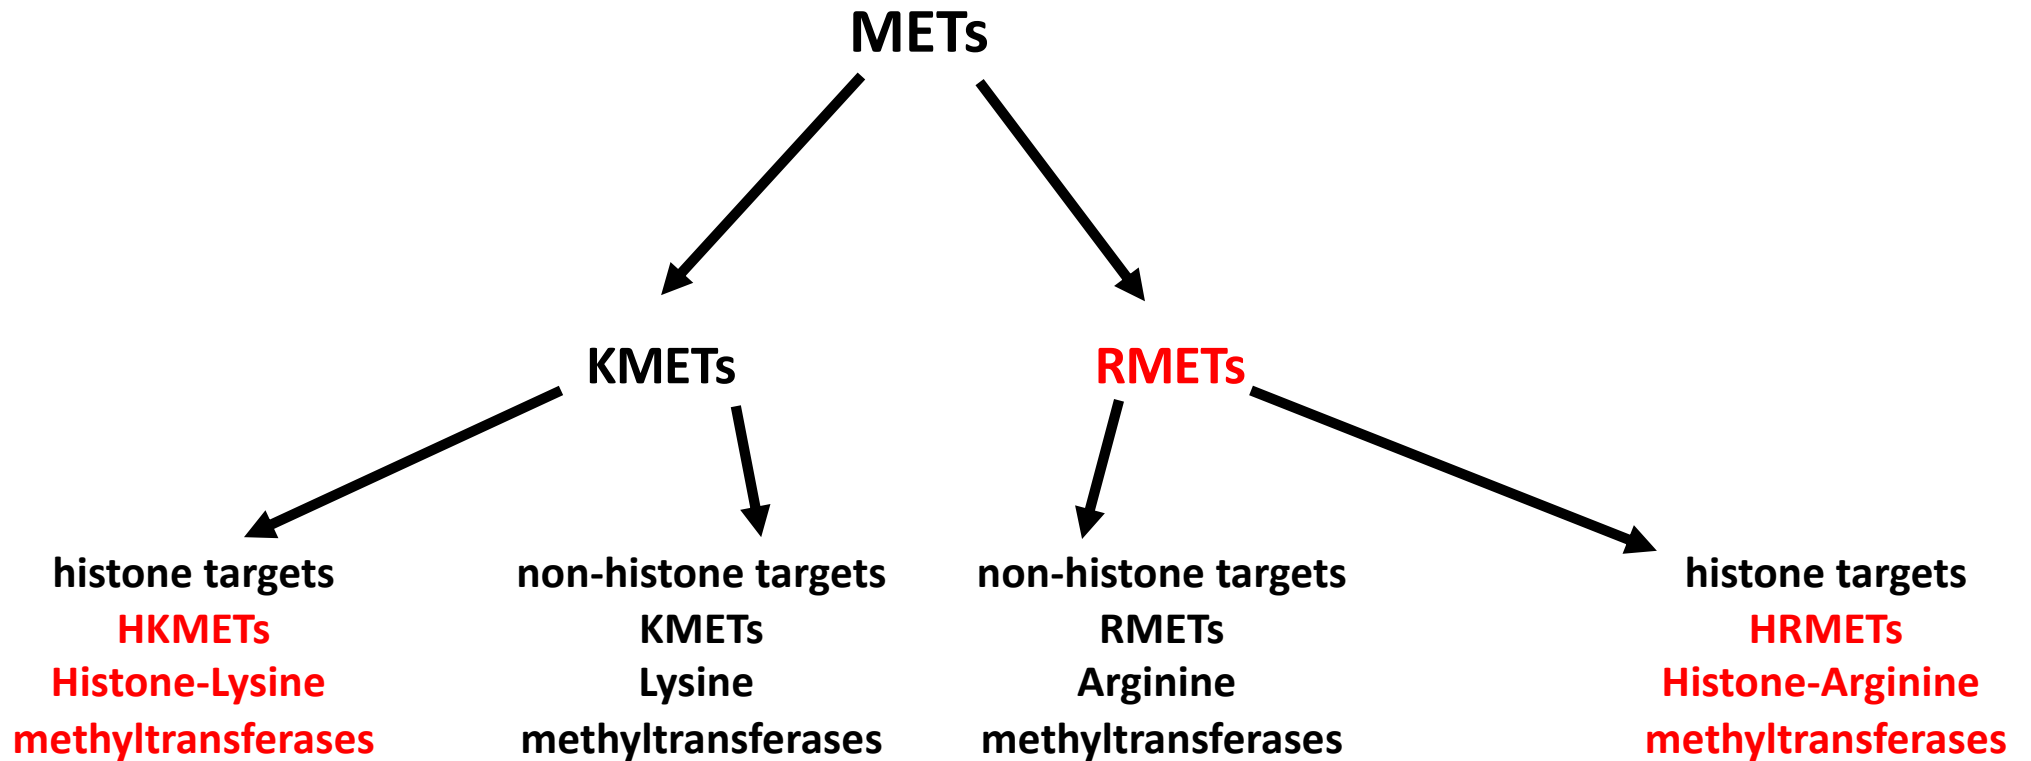 METs
KMETs
RMETs
histone targets
HKMETs
Histone-Lysine
methyltransferases
non-histone targets
KMETs
Lysine
methyltransferases
non-histone targets
RMETs
Arginine
methyltransferases
histone targets
HRMETs
Histone-Arginine
methyltransferases